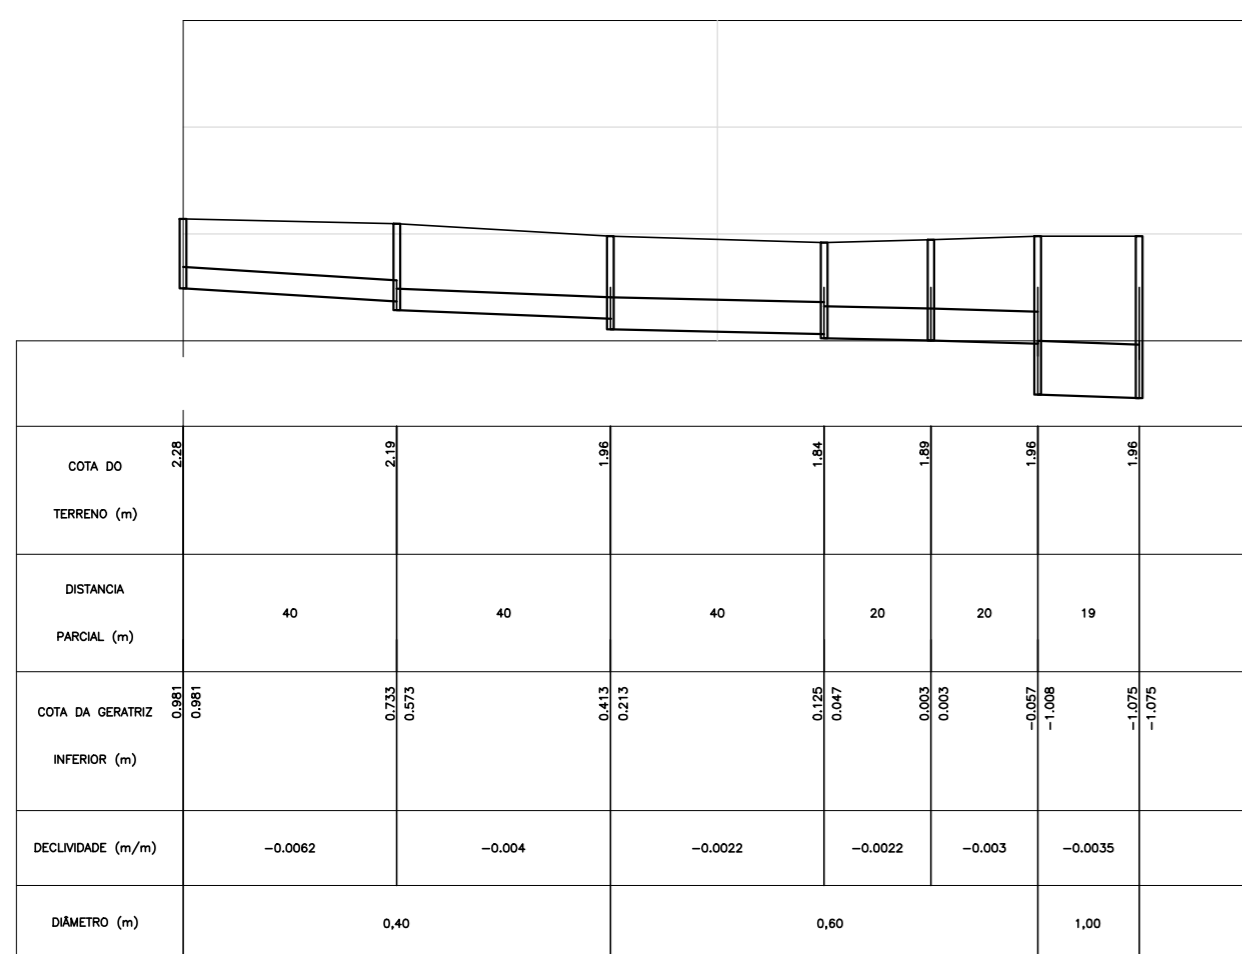 2.28 2.19 1.96 1.84 1.89 1.96 1.96
COTA DO
TERRENO (m)
DISTANCIA
PARCIAL (m)
40 40 40 20 20 19
0.981 0.733 0.413 0.125 0.003 -0.057 -1.075
0.981 0.573 0.213 0.047 0.003 -1.008 -1.075
COTA DA GERATRIZ
INFERIOR (m)
DECLIVIDADE (m/m) -0.0062 -0.004 -0.0022 -0.0022 -0.003 -0.0035
DIÂMETRO (m) 0,40 0,60 1,00